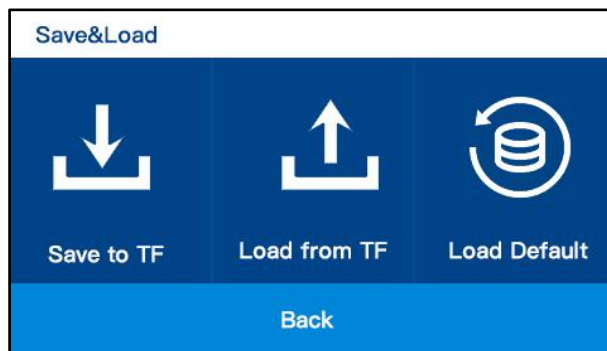 Save&Load
Save to TF
Load from TF
Load Default
Back